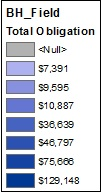 BH_Field
Total Obligation
<Null>
$7,391
$9,595
$10,887
$36,639
$46,797
$75,666
$129,148